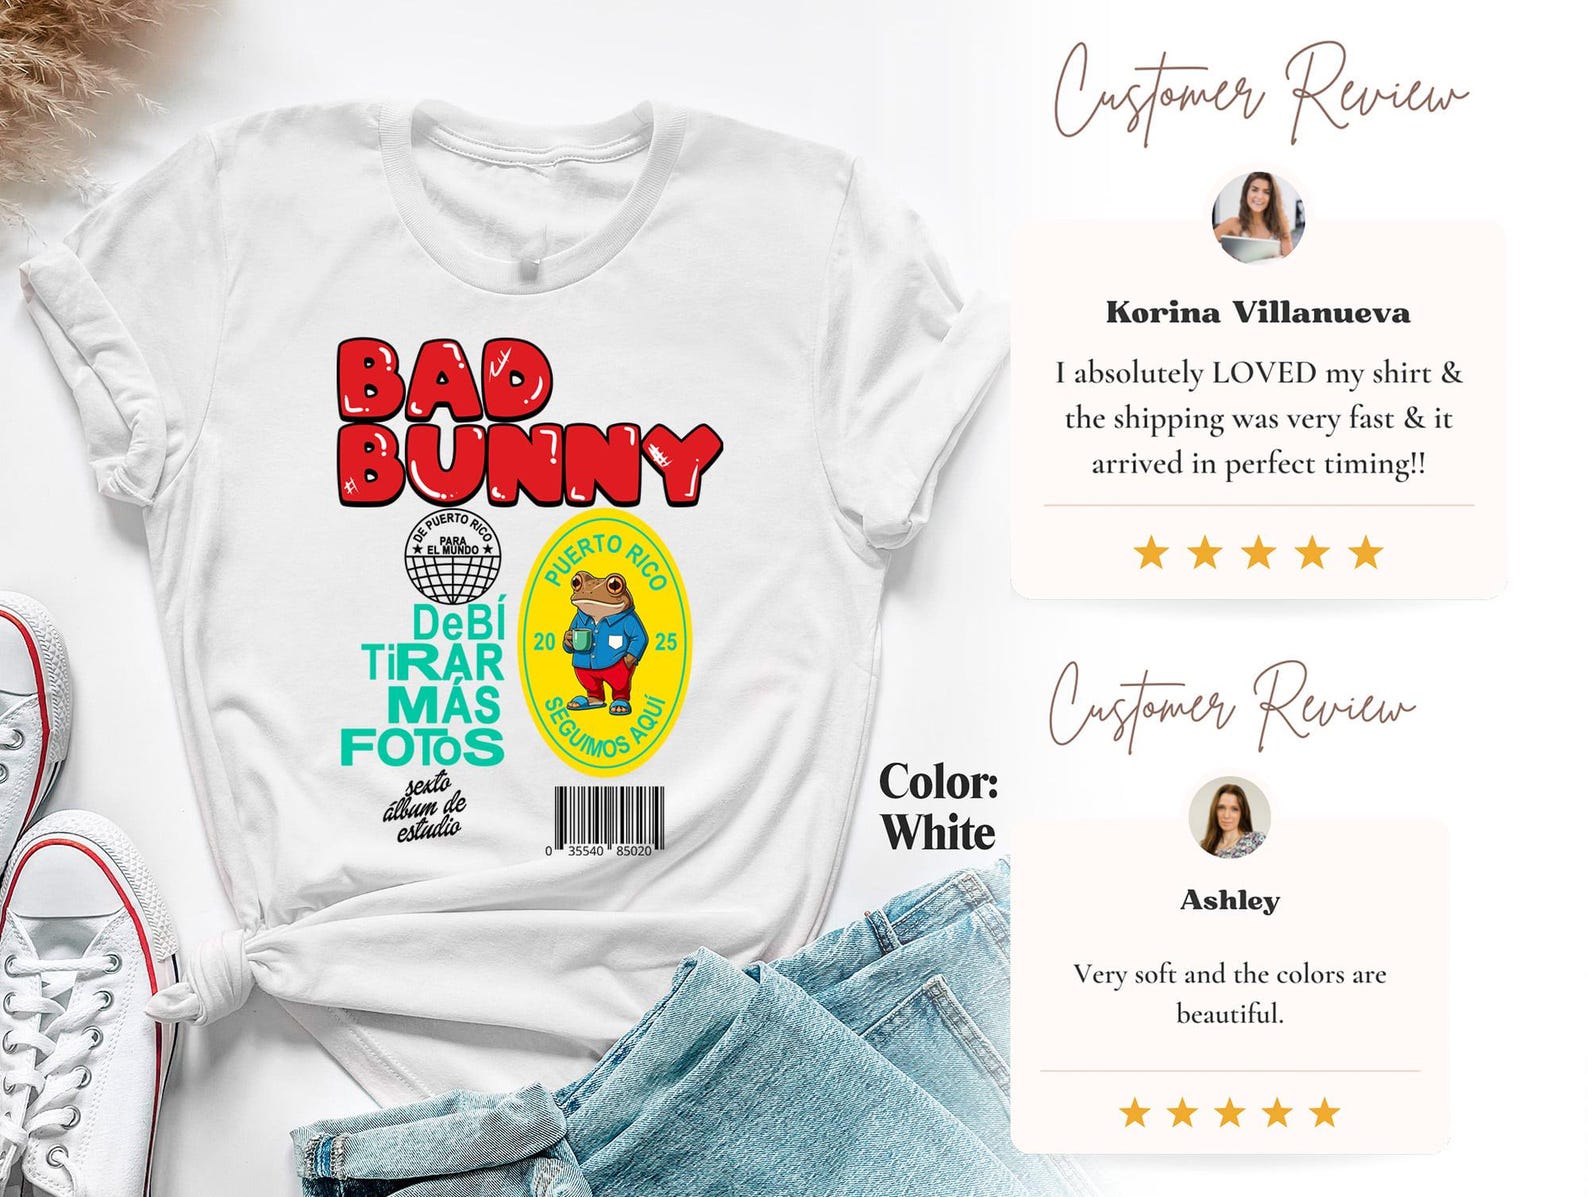 BAD
BUNNY
DE PUERTO RICO
PARA
EL MUNDO
DeBÍ
TiRAR
MÁS
FOToS
sexto
álbum de
estudio
PUERTO RICO
20 25
SEGUIMOS AQUÍ
0 35540 85020
Color:
White
Customer Review
Korina Villanueva
I absolutely LOVED my shirt &
the shipping was very fast & it
arrived in perfect timing!!
Customer Review
Ashley
Very soft and the colors are
beautiful.